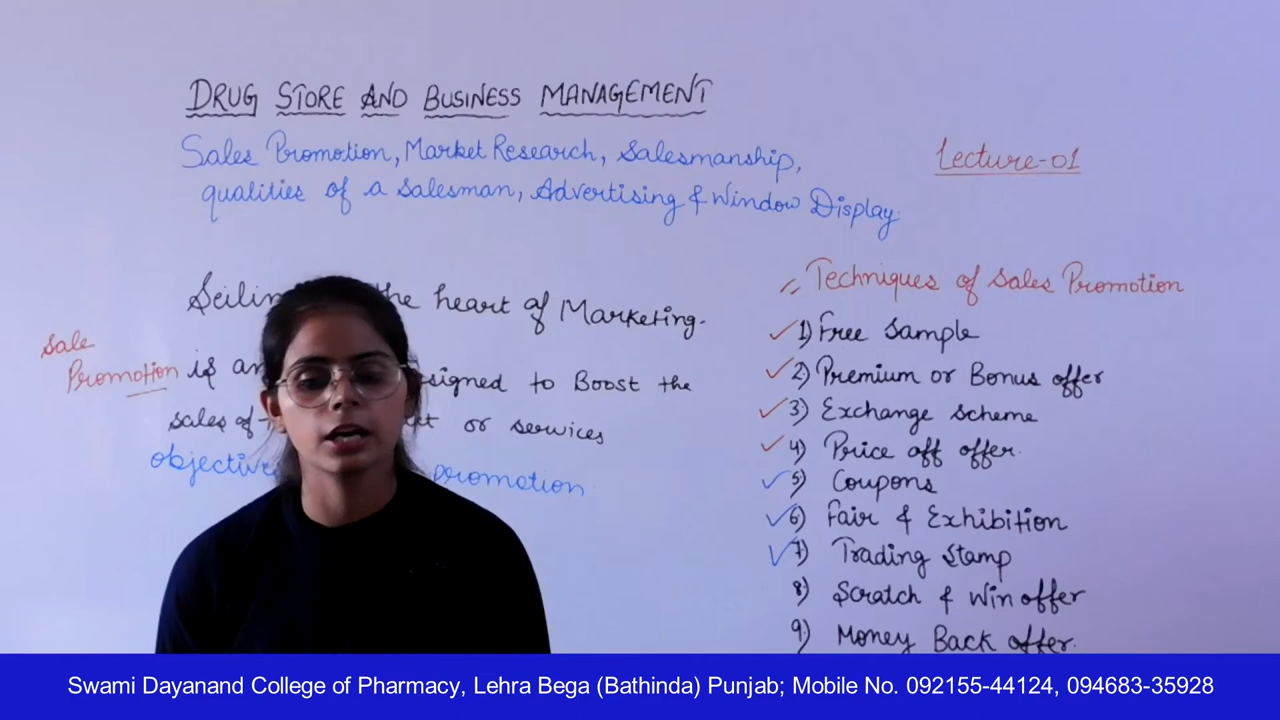 DRUG STORE AND BUSINESS MANAGEMENT
Sales Promotion, Market Research, Salesmanship,
qualities of a Salesman, Advertising & Window Display
Lecture-01
the heart of Marketing.
Sale
Promotion is an to Boost the
sales of or services
objective promotion
Techniques of Sales Promotion
1) Free Sample
2) Premium or Bonus offer
3) Exchange Scheme
4) Price off offer.
5) Coupons
6) Fair & Exhibition
7) Trading Stamp
8) Scratch & Win offer
9) Money Back offer.
Swami Dayanand College of Pharmacy, Lehra Bega (Bathinda) Punjab; Mobile No. 092155-44124, 094683-35928